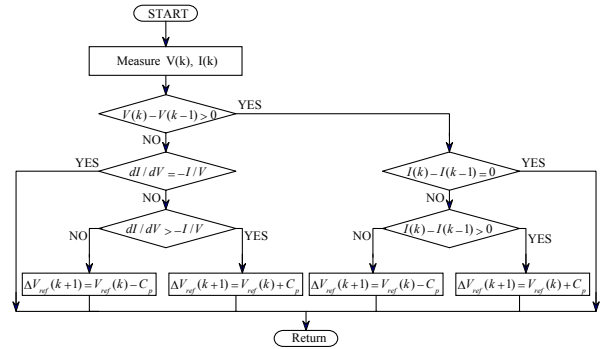 START
Measure V(k), I(k)
V(k)−V(k−1)>0
YES
NO
YES
dI/dV=−I/V
I(k)−I(k−1)=0
YES
NO
NO
NO
dI/dV>−I/V
YES
NO
I(k)−I(k−1)>0
YES
ΔV_ref(k+1)=V_ref(k)−C_p
ΔV_ref(k+1)=V_ref(k)+C_p
ΔV_ref(k+1)=V_ref(k)−C_p
ΔV_ref(k+1)=V_ref(k)+C_p
Return